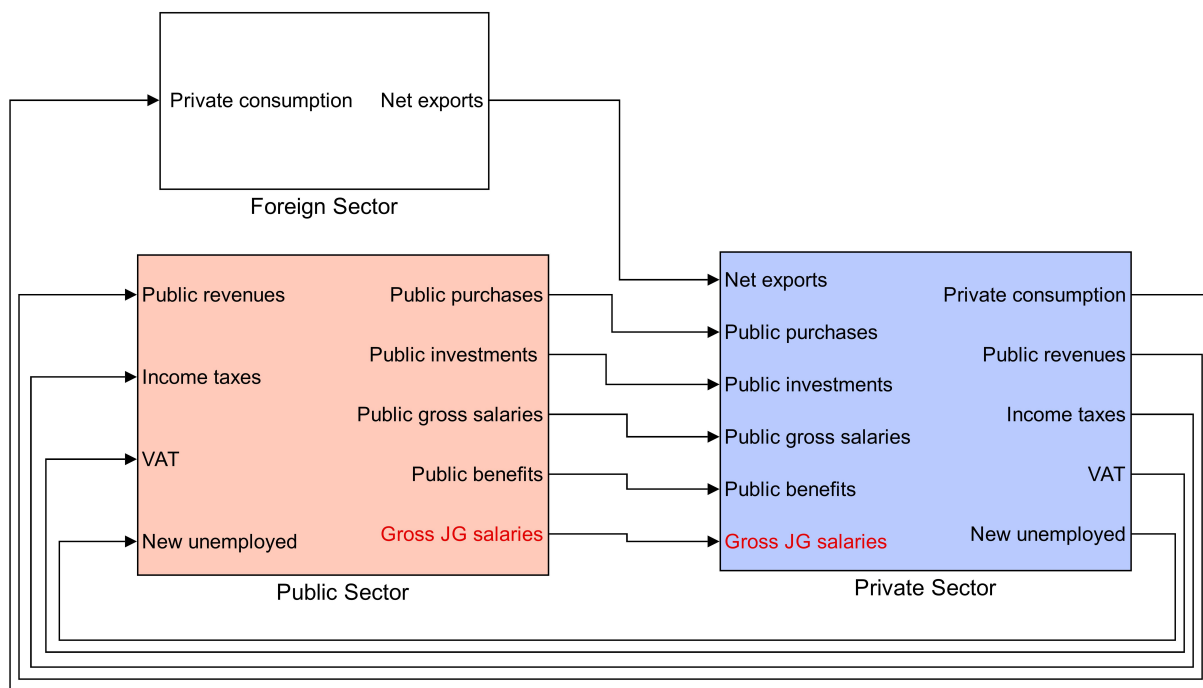 Private consumption
Net exports
Foreign Sector
Public revenues
Income taxes
VAT
New unemployed
Public purchases
Public investments
Public gross salaries
Public benefits
Gross JG salaries
Public Sector
Net exports
Public purchases
Public investments
Public gross salaries
Public benefits
Gross JG salaries
Private consumption
Public revenues
Income taxes
VAT
New unemployed
Private Sector